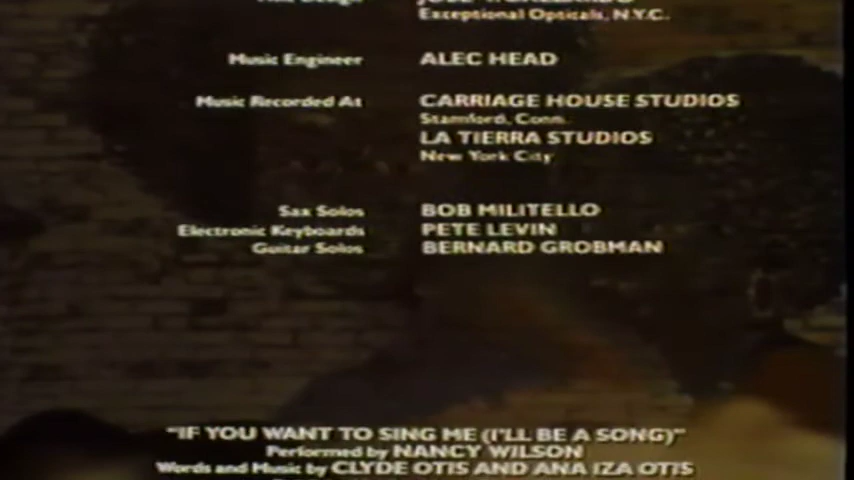 Exceptional Opticals, N.Y.C.
Music Engineer ALEC HEAD
Music Recorded At CARRIAGE HOUSE STUDIOS
Stamford, Conn.
LA TIERRA STUDIOS
New York City
Sax Solos BOB MILITELLO
Electronic Keyboards PETE LEVIN
Guitar Solos BERNARD GROBMAN
"IF YOU WANT TO SING ME (I'LL BE A SONG)"
Performed by NANCY WILSON
Words and Music by CLYDE OTIS AND ANA IZA OTIS